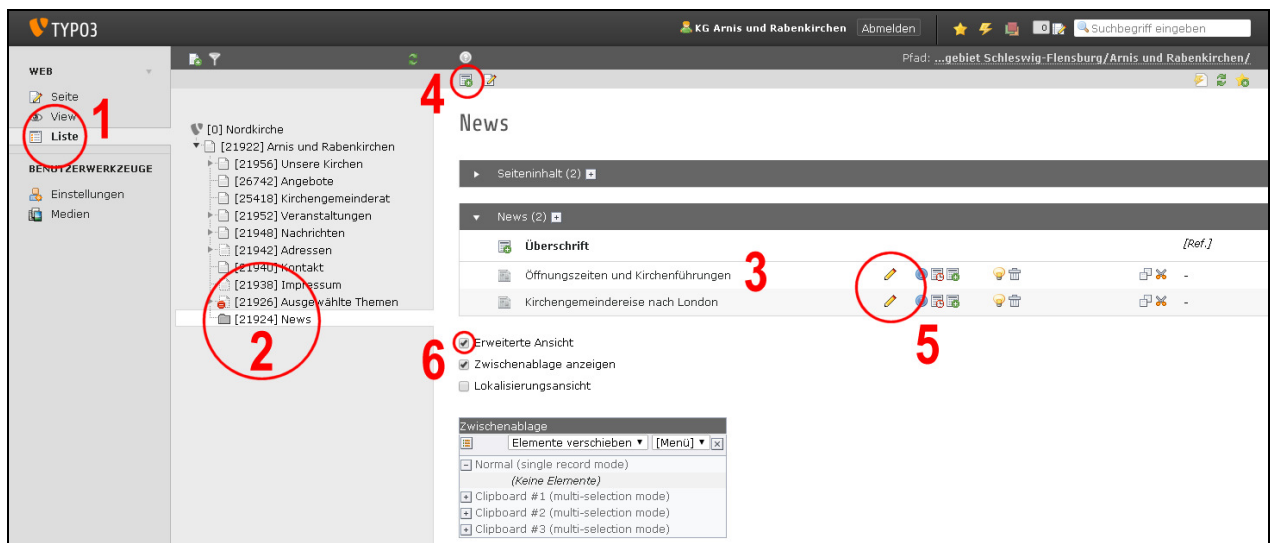 TYPO3
KG Arnis und Rabenkirchen Abmelden 0 Suchbegriff eingeben
Pfad: ...gebiet Schleswig-Flensburg/Arnis und Rabenkirchen/
WEB
Seite
View
Liste
BENUTZERWERKZEUGE
Einstellungen
Medien
1
[0] Nordkirche
[21922] Arnis und Rabenkirchen
[21956] Unsere Kirchen
[26742] Angebote
[25418] Kirchengemeinderat
[21952] Veranstaltungen
[21948] Nachrichten
[21942] Adressen
[21940] Kontakt
[21938] Impressum
[21926] Ausgewählte Themen
[21924] News
2
4
News
Seiteninhalt (2)
News (2)
Überschrift [Ref.]
Öffnungszeiten und Kirchenführungen -
Kirchengemeindereise nach London -
3
5
6
Erweiterte Ansicht
Zwischenablage anzeigen
Lokalisierungsansicht
Zwischenablage
Elemente verschieben [Menü]
Normal (single record mode)
(Keine Elemente)
Clipboard #1 (multi-selection mode)
Clipboard #2 (multi-selection mode)
Clipboard #3 (multi-selection mode)